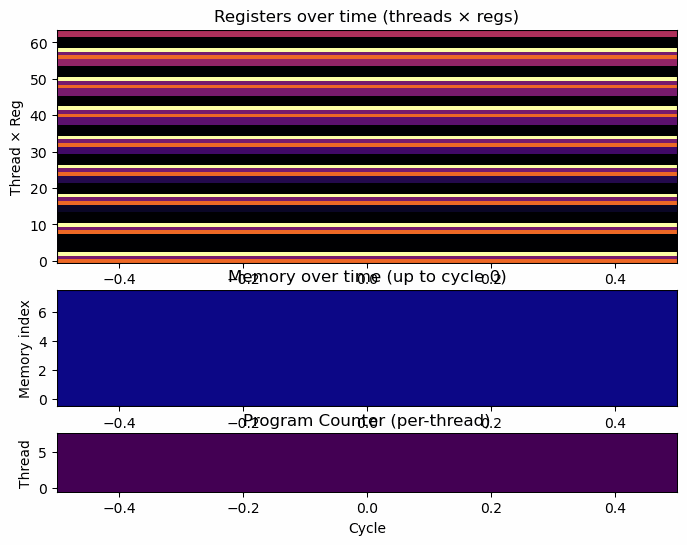 Registers over time (threads × regs)
60
50
40
30
20
10
0
Thread × Reg
−0.4 −0.2 0.0 0.2 0.4
Memory over time (up to cycle 0)
6
4
2
0
Memory index
−0.4 −0.2 0.0 0.2 0.4
Program Counter (per-thread)
5
0
Thread
−0.4 −0.2 0.0 0.2 0.4
Cycle